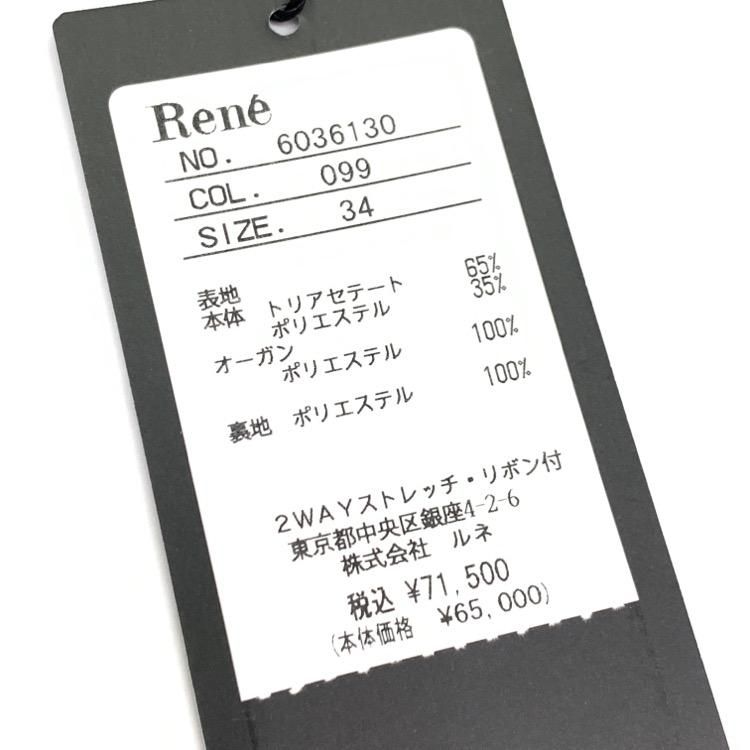 René
NO. 6036130
COL. 099
SIZE. 34
表地 65%
本体 トリアセテート 35%
ポリエステル
オーガン 100%
ポリエステル
裏地 ポリエステル 100%
2WAYストレッチ・リボン付
東京都中央区銀座4-2-6
株式会社 ルネ
税込 ¥71,500
(本体価格 ¥65,000)